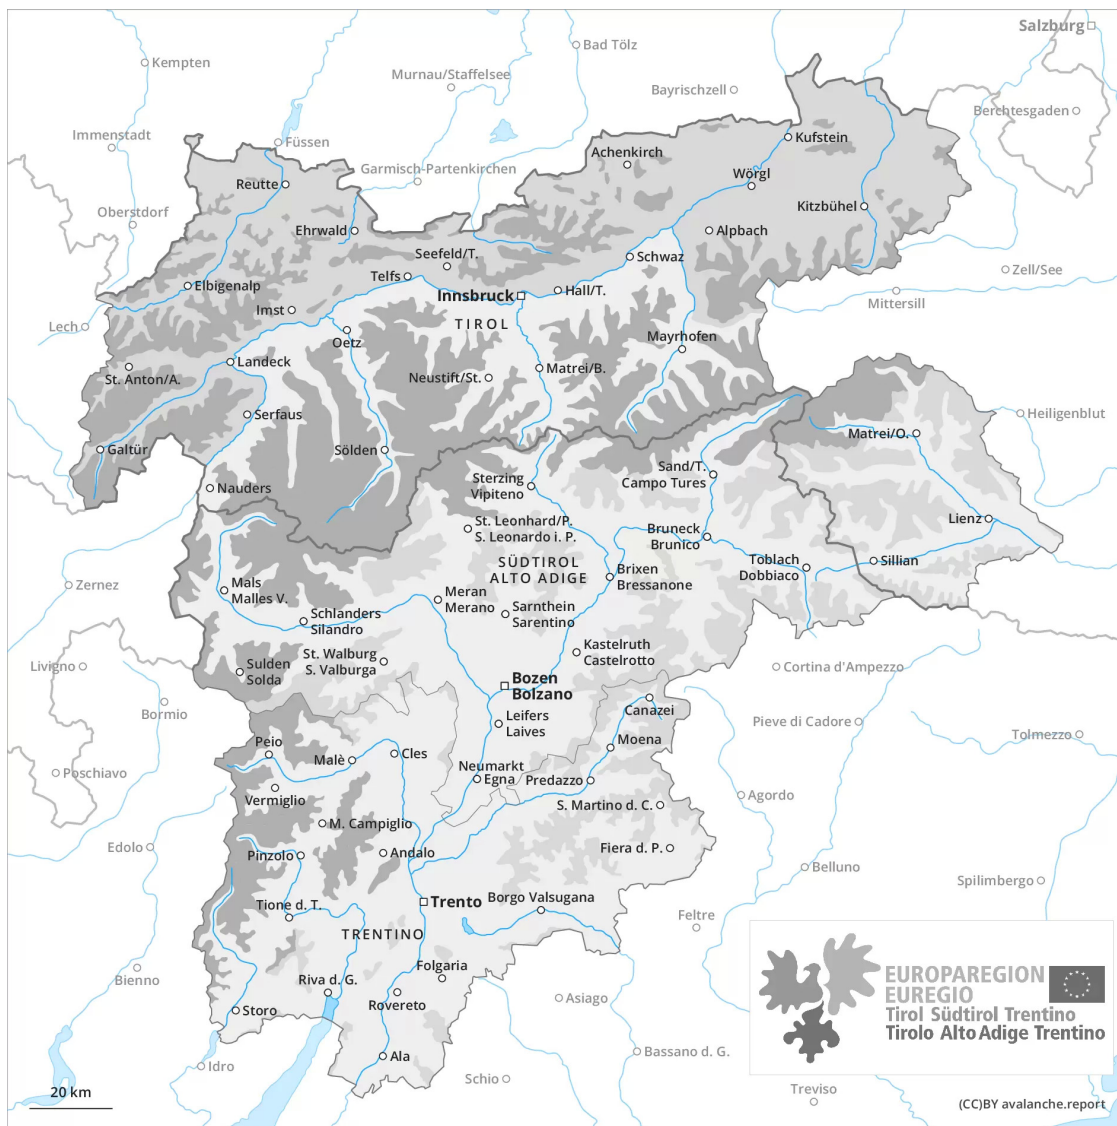 Salzburg
Bad Tölz
Kempten
Murnau/Staffelsee
Bayrischzell
Berchtesgaden
Immenstadt
Füssen
Kufstein
Achenkirch
Garmisch-Partenkirchen
Wörgl
Reutte
Kitzbühel
Oberstdorf
Ehrwald
Alpbach
Seefeld/T.
Schwaz
Telfs
Zell/See
Elbigenalp
Hall/T.
Innsbruck
Mittersill
Imst
TIROL
Lech
Oetz
Mayrhofen
Landeck
Matrei/B.
St. Anton/A.
Neustift/St.
Serfaus
Heiligenblut
Matrei/O.
Galtür
Sölden
Sand/T.
Campo Tures
Sterzing
Vipiteno
Nauders
St. Leonhard/P.
S. Leonardo i. P.
Lienz
Bruneck
Brunico
SÜDTIROL
ALTO ADIGE
Toblach
Dobbiaco
Sillian
Brixen
Bressanone
Zernez
Mals
Malles V.
Meran
Merano
Schlanders
Silandro
Sarnthein
Sarentino
Kastelruth
Castelrotto
St. Walburg
S. Valburga
Livigno
Sulden
Solda
Cortina d'Ampezzo
Bozen
Bolzano
Bormio
Canazei
Leifers
Laives
Pieve di Cadore
Tolmezzo
Peio
Moena
Cles
Malè
Poschiavo
Neumarkt
Egna
Predazzo
Vermiglio
Agordo
S. Martino d. C.
M. Campiglio
Edolo
Pinzolo
Andalo
Fiera d. P.
Belluno
Spilimbergo
Tione d. T.
Trento
Borgo Valsugana
Feltre
TRENTINO
Folgaria
Bienno
Riva d. G.
Rovereto
Asiago
Storo
EUROPAREGION
EUREGIO
Tirol Südtirol Trentino
Tirolo Alto Adige Trentino
Ala
Idro
Bassano d. G.
Schio
Treviso
20 km
(CC)BY avalanche.report